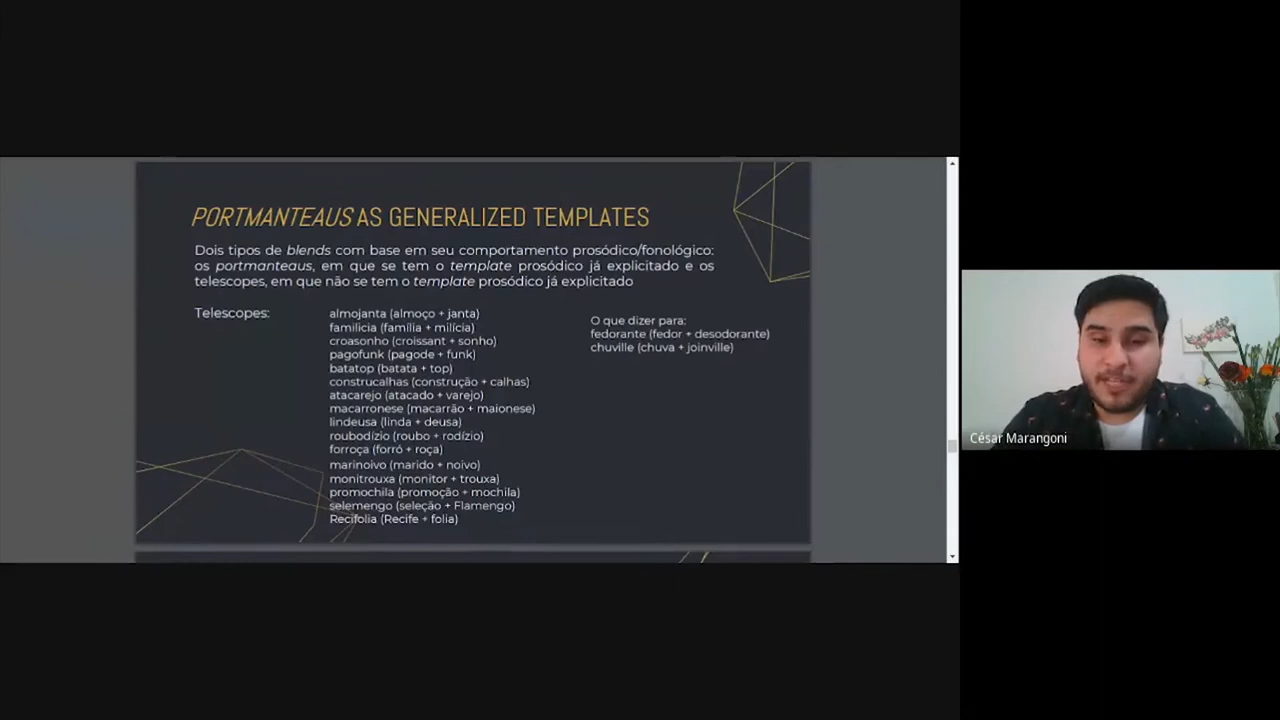 PORTMANTEAUS AS GENERALIZED TEMPLATES
Dois tipos de blends com base em seu comportamento prosódico/fonológico:
os portmanteaus, em que se tem o template prosódico já explicitado e os
telescopes, em que não se tem o template prosódico já explicitado
Telescopes:
almojanta (almoço + janta)
familicia (família + milícia)
croasonho (croissant + sonho)
pagofunk (pagode + funk)
batatop (batata + top)
construcalhas (construção + calhas)
atacarejo (atacado + varejo)
macarronese (macarrão + maionese)
lindeusa (linda + deusa)
roubodízio (roubo + rodízio)
forroça (forró + roça)
marinoivo (marido + noivo)
monitrouxa (monitor + trouxa)
promochila (promoção + mochila)
selemengo (seleção + Flamengo)
Recifolia (Recife + folia)
O que dizer para:
fedorante (fedor + desodorante)
chuville (chuva + joinville)
César Marangoni